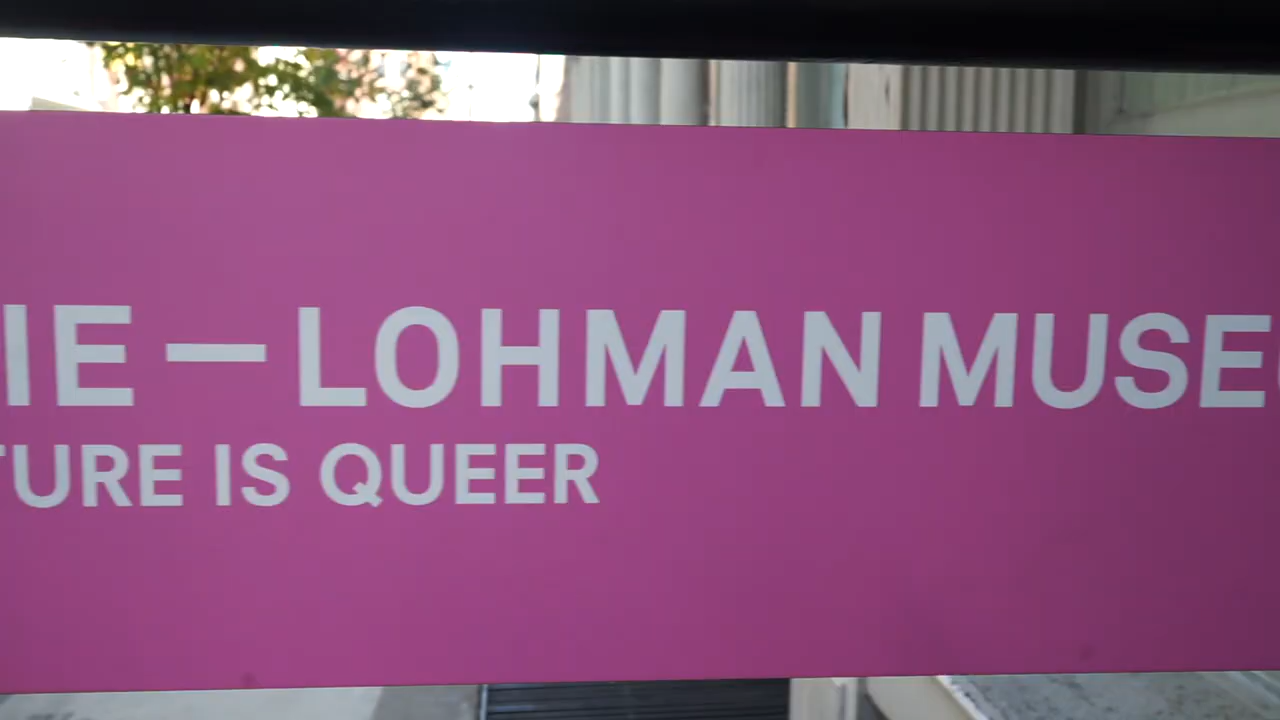 IE — LOHMAN MUSE
TURE IS QUEER